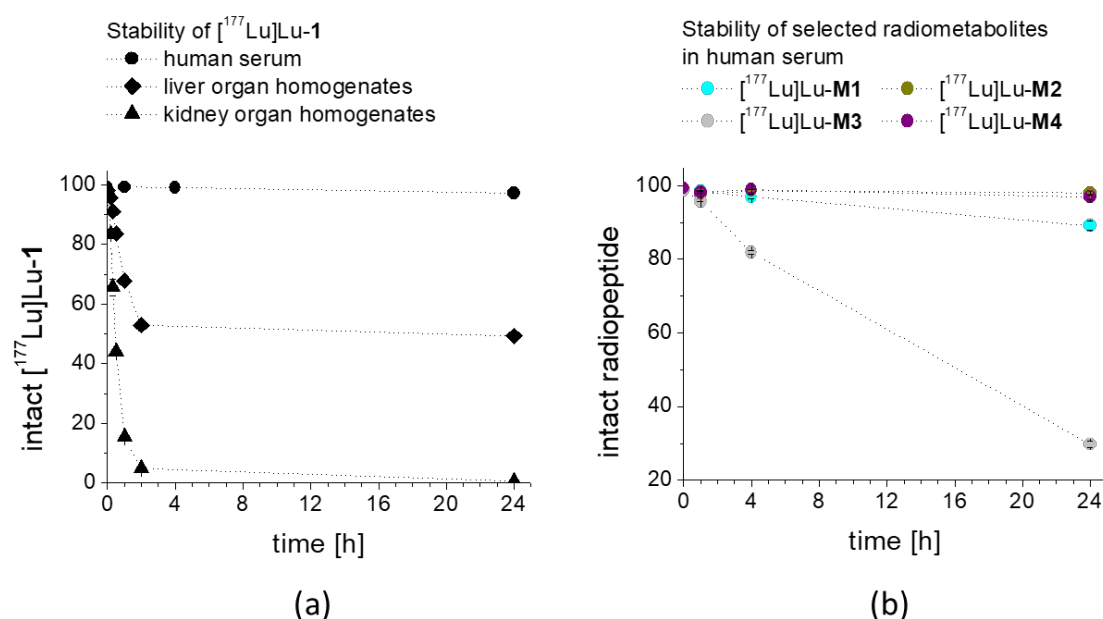 Stability of [¹⁷⁷Lu]Lu-1
human serum
liver organ homogenates
kidney organ homogenates
100
80
60
40
20
0
0 4 8 12 16 20 24
intact [¹⁷⁷Lu]Lu-1
time [h]
(a)
Stability of selected radiometabolites
in human serum
[¹⁷⁷Lu]Lu-M1 [¹⁷⁷Lu]Lu-M2
[¹⁷⁷Lu]Lu-M3 [¹⁷⁷Lu]Lu-M4
100
80
60
40
20
0 4 8 12 16 20 24
intact radiopeptide
time [h]
(b)